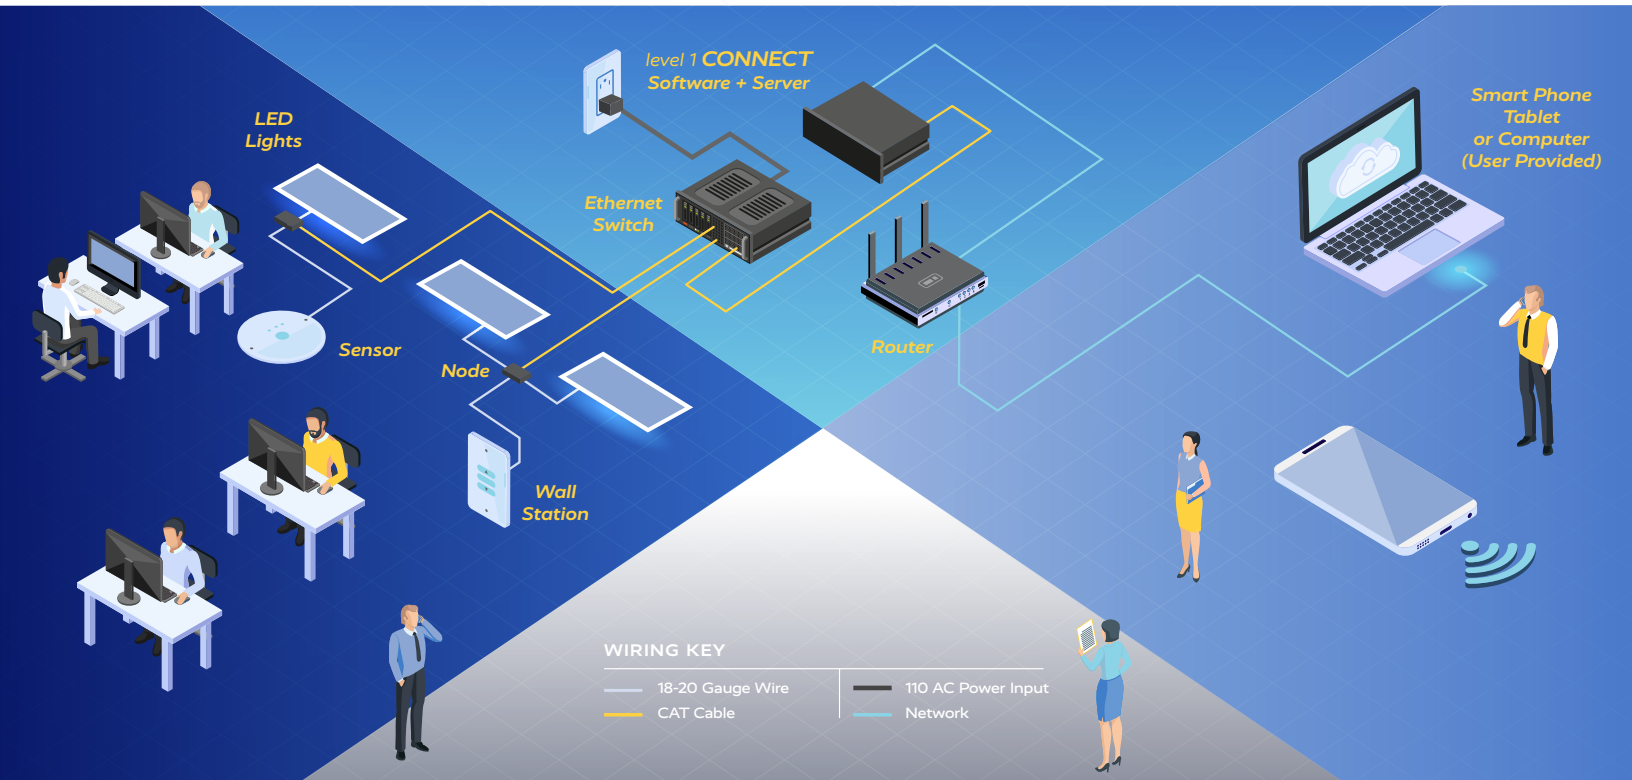 level 1 CONNECT
Software + Server
LED
Lights
Ethernet
Switch
Smart Phone
Tablet
or Computer
(User Provided)
Sensor
Node
Router
Wall
Station
WIRING KEY
18-20 Gauge Wire
CAT Cable
110 AC Power Input
Network